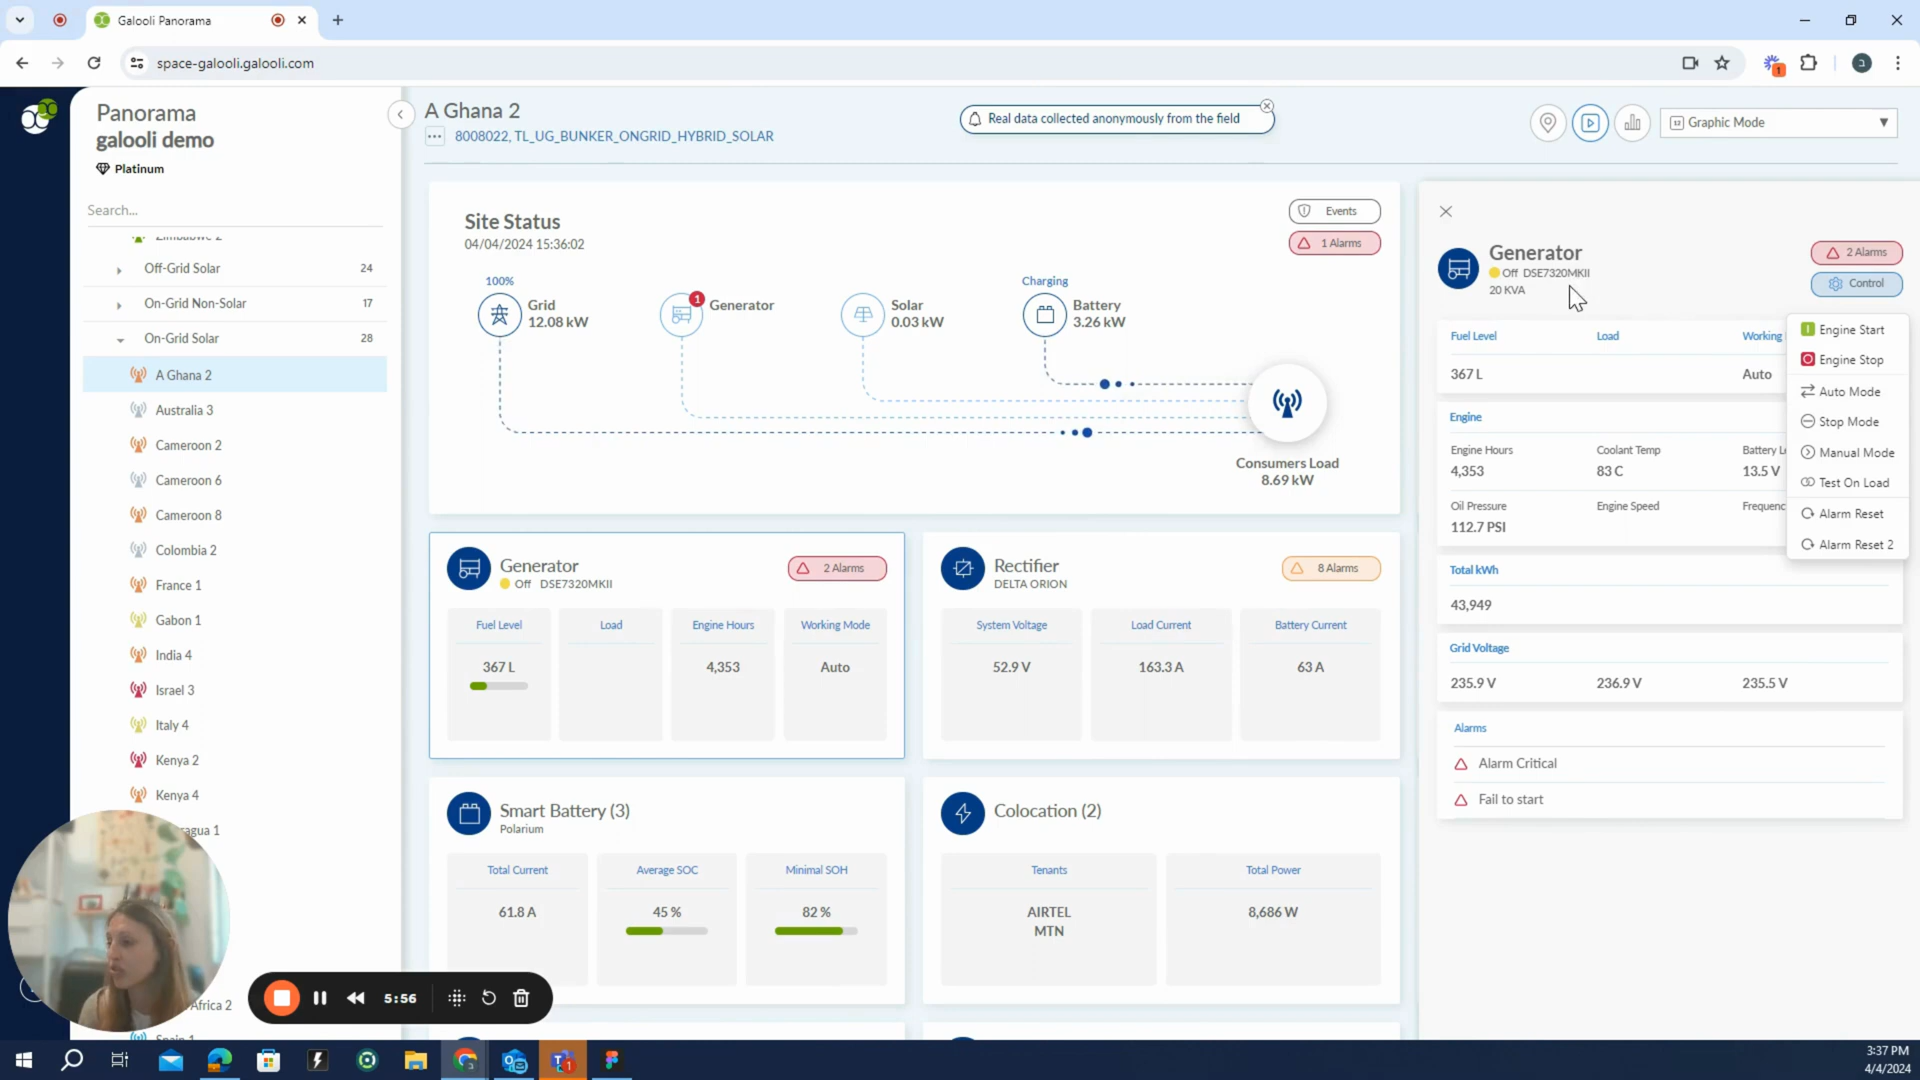 Galooli Panorama
space-galooli.galooli.com
1
Panorama
galooli demo
Platinum
Search...
Zimbabwe 2
Off-Grid Solar 24
On-Grid Non-Solar 17
On-Grid Solar 28
A Ghana 2
Australia 3
Cameroon 2
Cameroon 6
Cameroon 8
Colombia 2
France 1
Gabon 1
India 4
Israel 3
Italy 4
Kenya 2
Kenya 4
ragua 1
Africa 2
Spain 1
A Ghana 2
8008022, TL_UG_BUNKER_ONGRID_HYBRID_SOLAR
Real data collected anonymously from the field
Graphic Mode
Site Status
04/04/2024 15:36:02
Events
1 Alarms
100%
Grid
12.08 kW
1
Generator
Solar
0.03 kW
Charging
Battery
3.26 kW
Consumers Load
8.69 kW
Generator
Off DSE7320MKII
2 Alarms
Fuel Level Load Engine Hours Working Mode
367 L 4,353 Auto
Rectifier
DELTA ORION
8 Alarms
System Voltage Load Current Battery Current
52.9 V 163.3 A 63 A
Smart Battery (3)
Polarium
Total Current Average SOC Minimal SOH
61.8 A 45 % 82 %
Colocation (2)
Tenants Total Power
AIRTEL 8,686 W
MTN
Generator
Off DSE7320MKII
20 KVA
2 Alarms
Control
Engine Start
Engine Stop
Auto Mode
Stop Mode
Manual Mode
Test On Load
Alarm Reset
Alarm Reset 2
Fuel Level Load Working
367 L Auto
Engine
Engine Hours Coolant Temp Battery
4,353 83 C 13.5 V
Oil Pressure Engine Speed Frequenc
112.7 PSI
Total kWh
43,949
Grid Voltage
235.9 V 236.9 V 235.5 V
Alarms
Alarm Critical
Fail to start
5:56
3:37 PM
4/4/2024